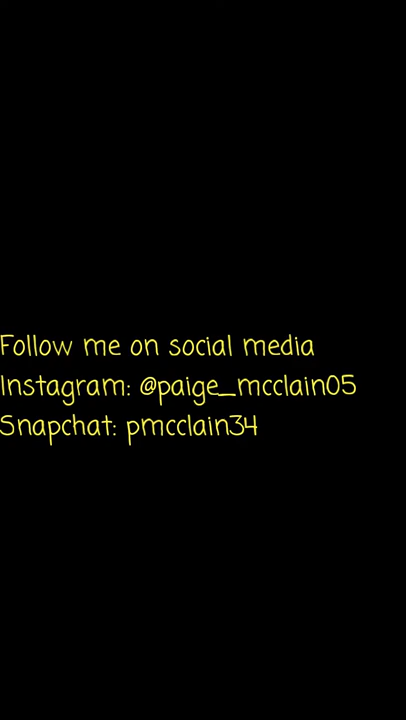 Follow me on social media
Instagram: @paige_mcclain05
Snapchat: pmcclain34